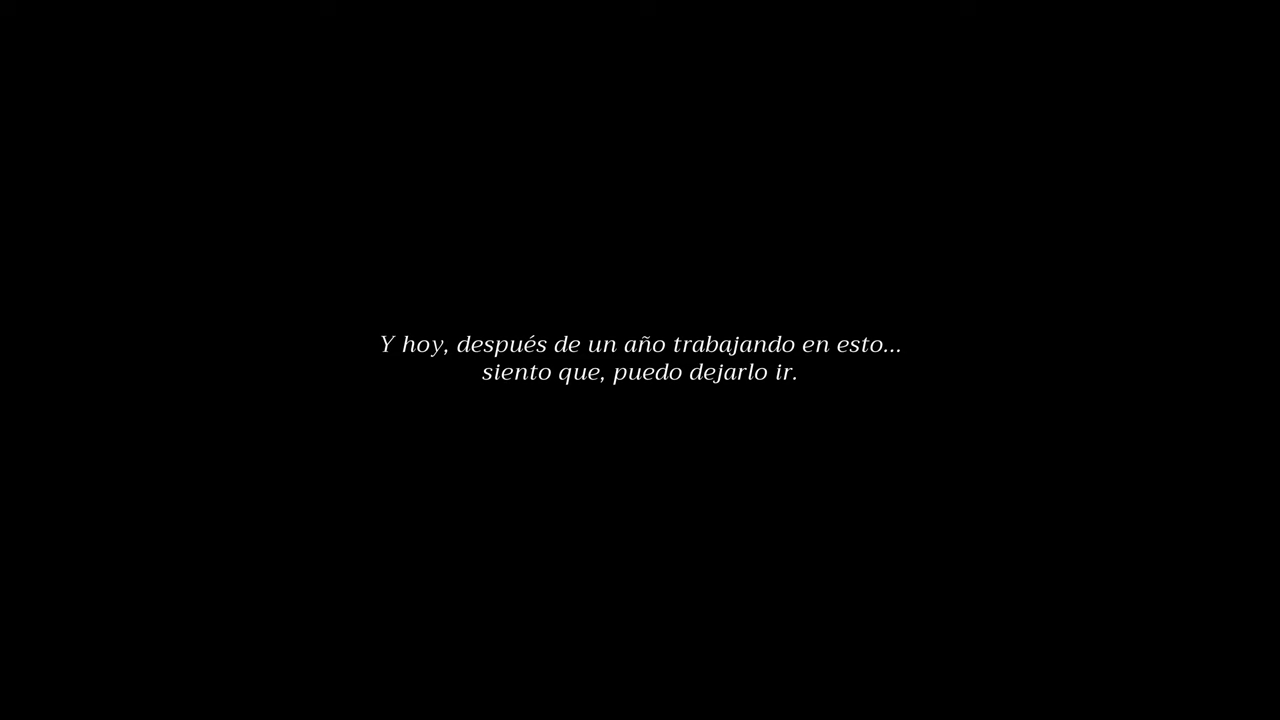 Y hoy, después de un año trabajando en esto...
siento que, puedo dejarlo ir.